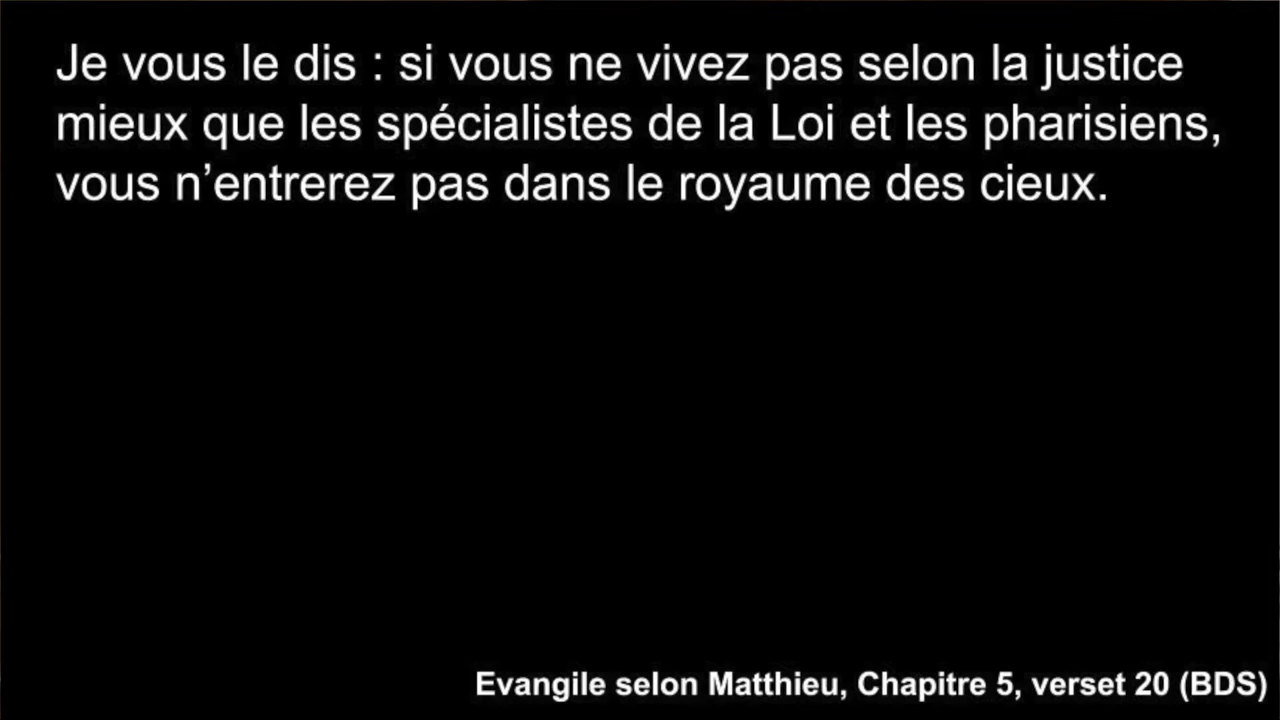 Je vous le dis : si vous ne vivez pas selon la justice
mieux que les spécialistes de la Loi et les pharisiens,
vous n’entrerez pas dans le royaume des cieux.
Evangile selon Matthieu, Chapitre 5, verset 20 (BDS)